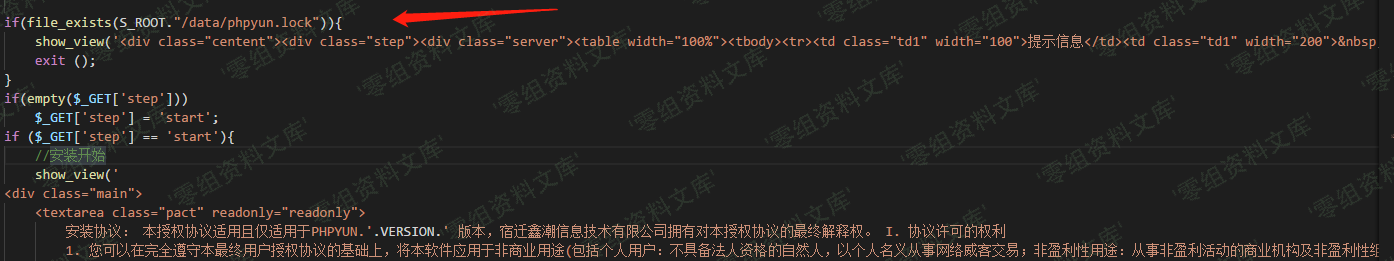 if(file_exists(S_ROOT."/data/phpyun.lock")){
show_view('<div class="centent"><div class="step"><div class="server"><table width="100%"><tbody><tr><td class="td1" width="100">提示信息</td><td class="td1" width="200">&nbsp
exit ();
}
if(empty($_GET['step']))
$_GET['step'] = 'start';
if ($_GET['step'] == 'start'){
//安装开始
show_view('
<div class="main">
<textarea class="pact" readonly="readonly">
安装协议： 本授权协议适用且仅适用于PHPYUN.'.VERSION.' 版本，宿迁鑫潮信息技术有限公司拥有对本授权协议的最终解释权。 I. 协议许可的权利
1. 您可以在完全遵守本最终用户授权协议的基础上，将本软件应用于非商业用途(包括个人用户：不具备法人资格的自然人，以个人名义从事网络威客交易；非盈利性用途：从事非盈利活动的商业机构及非盈利性组
'零组资料文库'